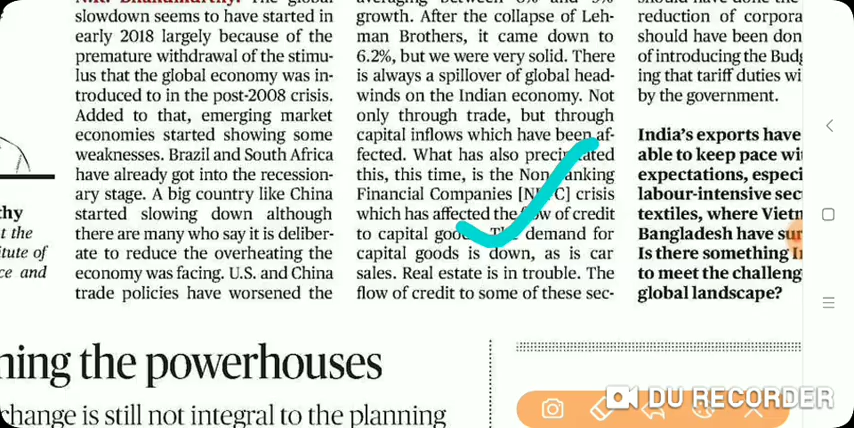 N.R. Bhanumurthy: The global
slowdown seems to have started in
early 2018 largely because of the
premature withdrawal of the stimu-
lus that the global economy was in-
troduced to in the post-2008 crisis.
Added to that, emerging market
economies started showing some
weaknesses. Brazil and South Africa
have already got into the recession-
ary stage. A big country like China
started slowing down although
there are many who say it is deliber-
ate to reduce the overheating the
economy was facing. U.S. and China
trade policies have worsened the
averaging between 8% and 9%
growth. After the collapse of Leh-
man Brothers, it came down to
6.2%, but we were very solid. There
is always a spillover of global head-
winds on the Indian economy. Not
only through trade, but through
capital inflows which have been af-
fected. What has also precipitated
this, this time, is the Non-Banking
Financial Companies [NBFC] crisis
which has affected the flow of credit
to capital goods. The demand for
capital goods is down, as is car
sales. Real estate is in trouble. The
flow of credit to some of these sec-
should have done the
reduction of corpora
should have been don
of introducing the Bud
ing that tariff duties wi
by the government.
India's exports have
able to keep pace wi
expectations, especi
labour-intensive sec
textiles, where Vietn
Bangladesh have sur
Is there something I
to meet the challeng
global landscape?
hy
t the
itute of
ce and
ning the powerhouses
change is still not integral to the planning
DU RECORDER